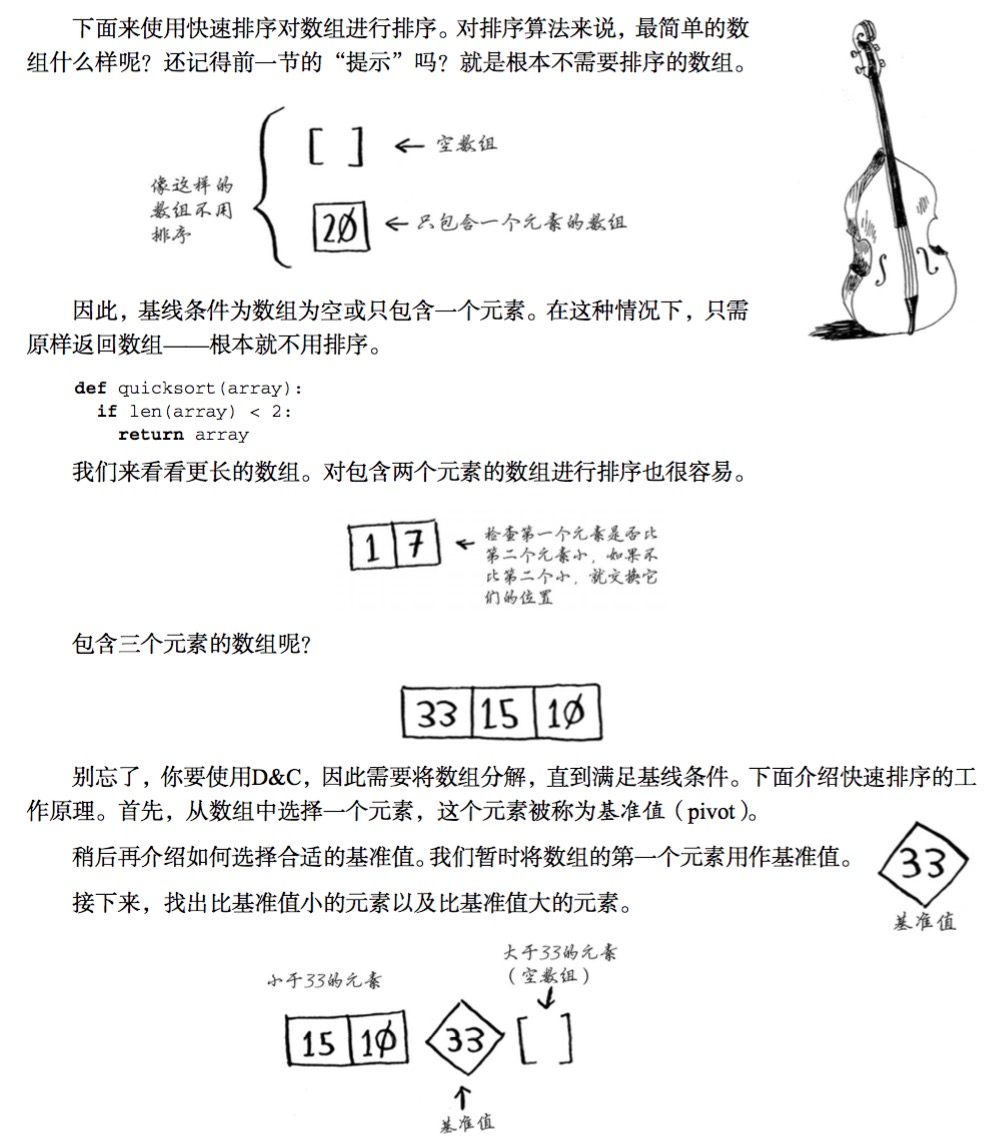 下面来使用快速排序对数组进行排序。对排序算法来说，最简单的数
组什么样呢？还记得前一节的“提示”吗？就是根本不需要排序的数组。
[ ] ← 空数组
像这样的
数组不用
排序
20 ← 只包含一个元素的数组
因此，基线条件为数组为空或只包含一个元素。在这种情况下，只需
原样返回数组——根本就不用排序。
def quicksort(array):
  if len(array) < 2:
    return array
我们来看看更长的数组。对包含两个元素的数组进行排序也很容易。
1 7 ← 检查第一个元素是否比
第二个元素小，如果不
比第二个小，就交换它
们的位置
包含三个元素的数组呢？
33 15 10
别忘了，你要使用D&C，因此需要将数组分解，直到满足基线条件。下面介绍快速排序的工
作原理。首先，从数组中选择一个元素，这个元素被称为基准值（pivot）。
稍后再介绍如何选择合适的基准值。我们暂时将数组的第一个元素用作基准值。
33
基准值
接下来，找出比基准值小的元素以及比基准值大的元素。
大于33的元素
（空数组）
小于33的元素
15 10 33 [ ]
基准值